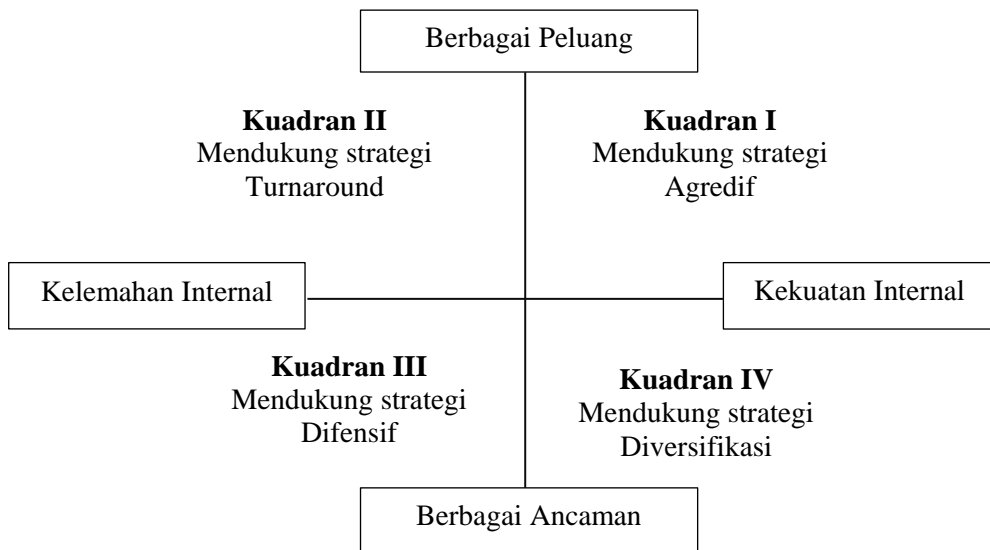 Berbagai Peluang
Kuadran II
Mendukung strategi
Turnaround
Kuadran I
Mendukung strategi
Agredif
Kelemahan Internal
Kekuatan Internal
Kuadran III
Mendukung strategi
Difensif
Kuadran IV
Mendukung strategi
Diversifikasi
Berbagai Ancaman